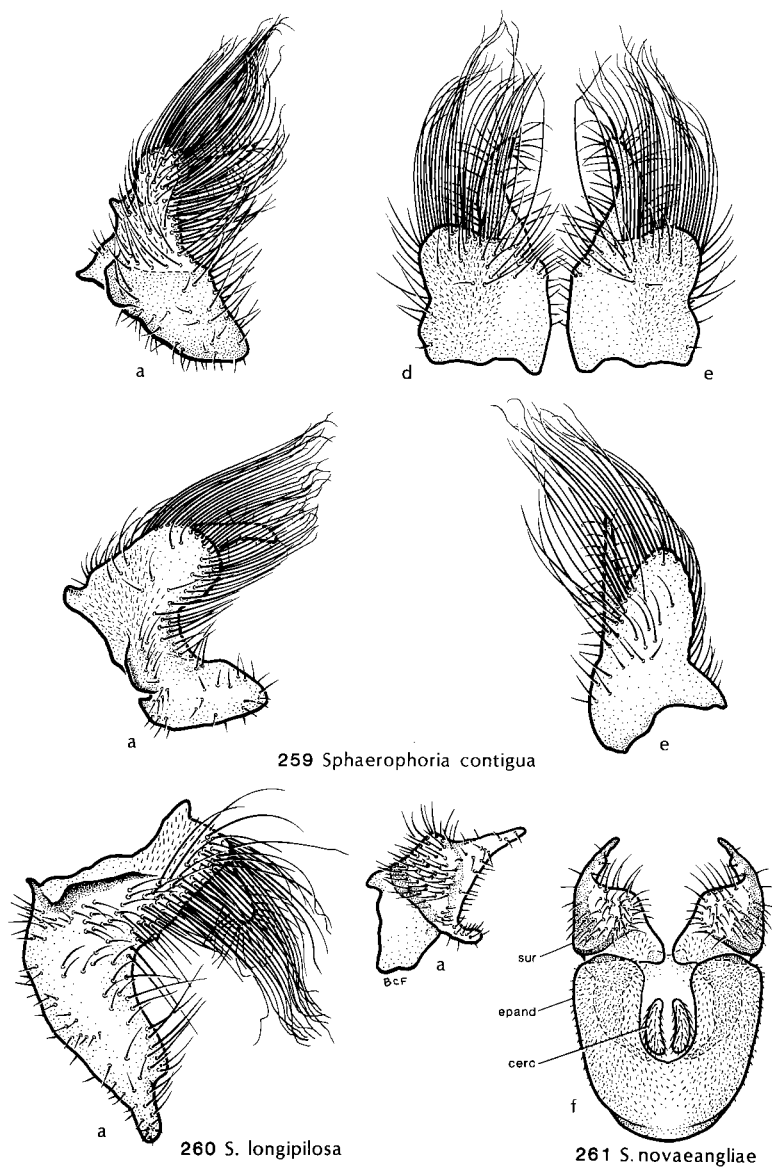 a
d
e
a
e
259 Sphaerophoria contigua
a
BCF
sur
epand
cerc
f
a
260 S. longipilosa
261 S. novaeangliae